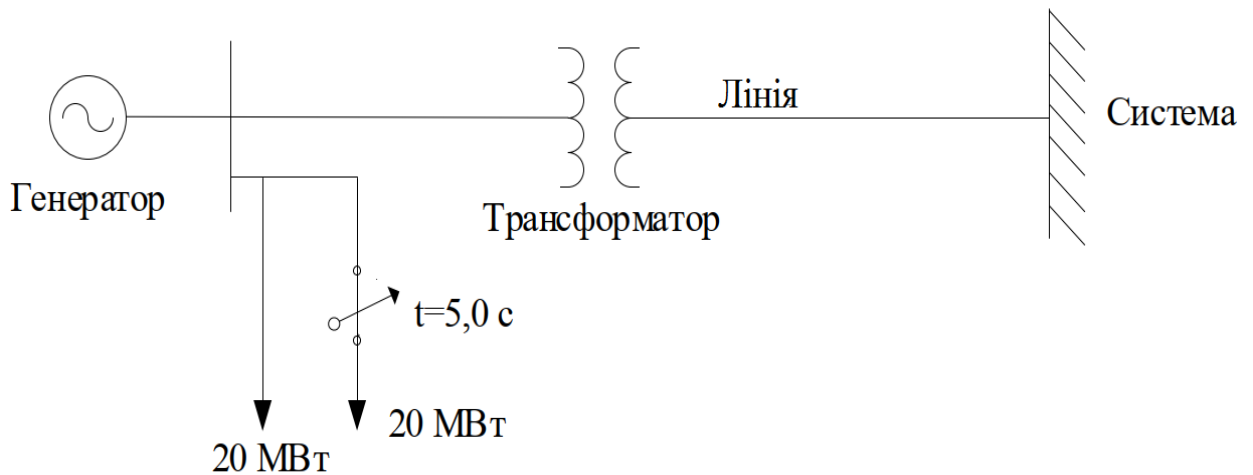 Генератор
Трансформатор
Лінія
Система
t=5,0 с
20 МВт
20 МВт